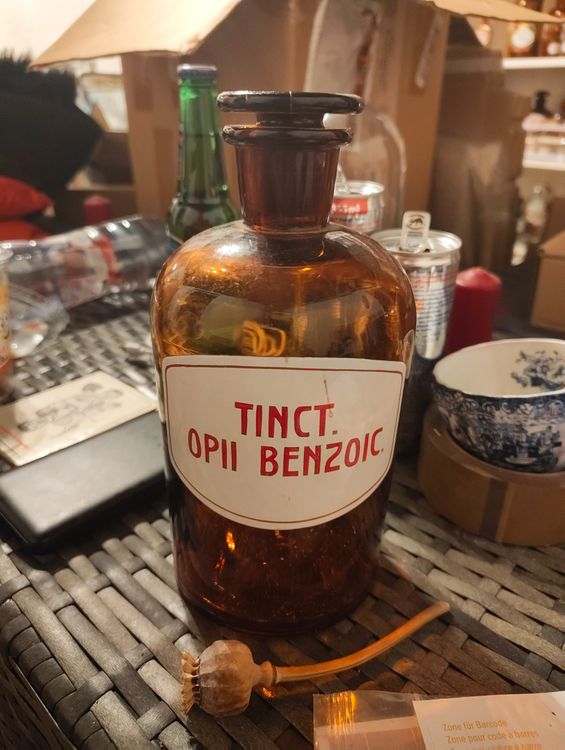 TINCT.
OPII BENZOIC.
Zone für Barcode
Zone pour code à barres